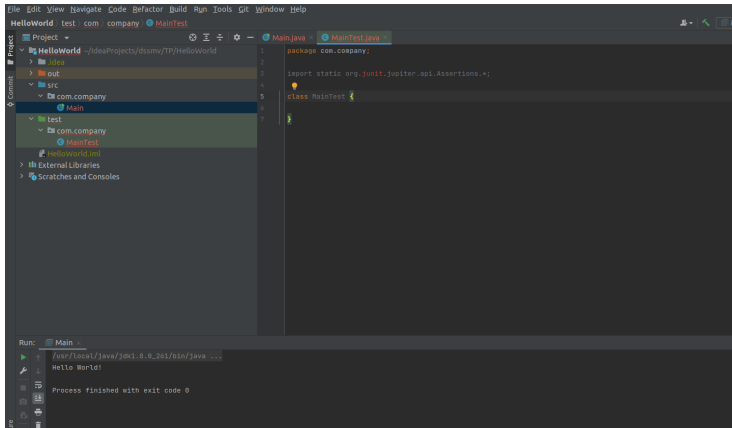 File Edit View Navigate Code Refactor Build Run Tools Git Window Help
HelloWorld test com company MainTest
Project
Main.java
MainTest.java
HelloWorld ~/IdeaProjects/dssmv/TP/HelloWorld
.idea
out
src
com.company
Main
test
com.company
MainTest
HelloWorld.iml
External Libraries
Scratches and Consoles
Project
Commit
1 package com.company;
2
3 import static org.junit.jupiter.api.Assertions.*;
4
5 class MainTest {
6
7 }
Run: Main
/usr/local/java/jdk1.8.0_261/bin/java ...
Hello World!
Process finished with exit code 0